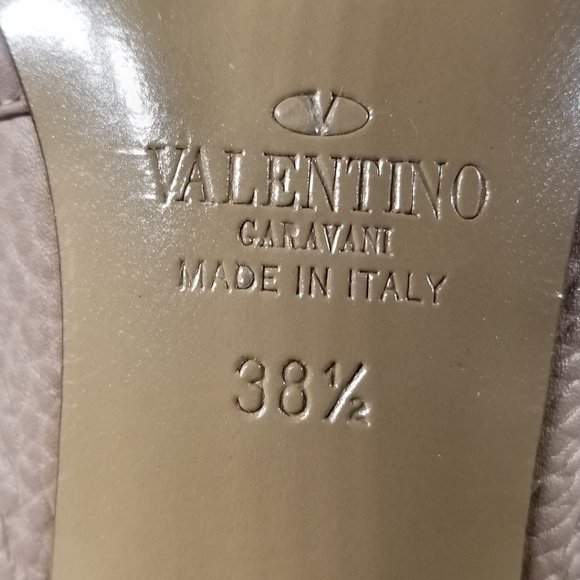 V
VALENTINO
GARAVANI
MADE IN ITALY
38½